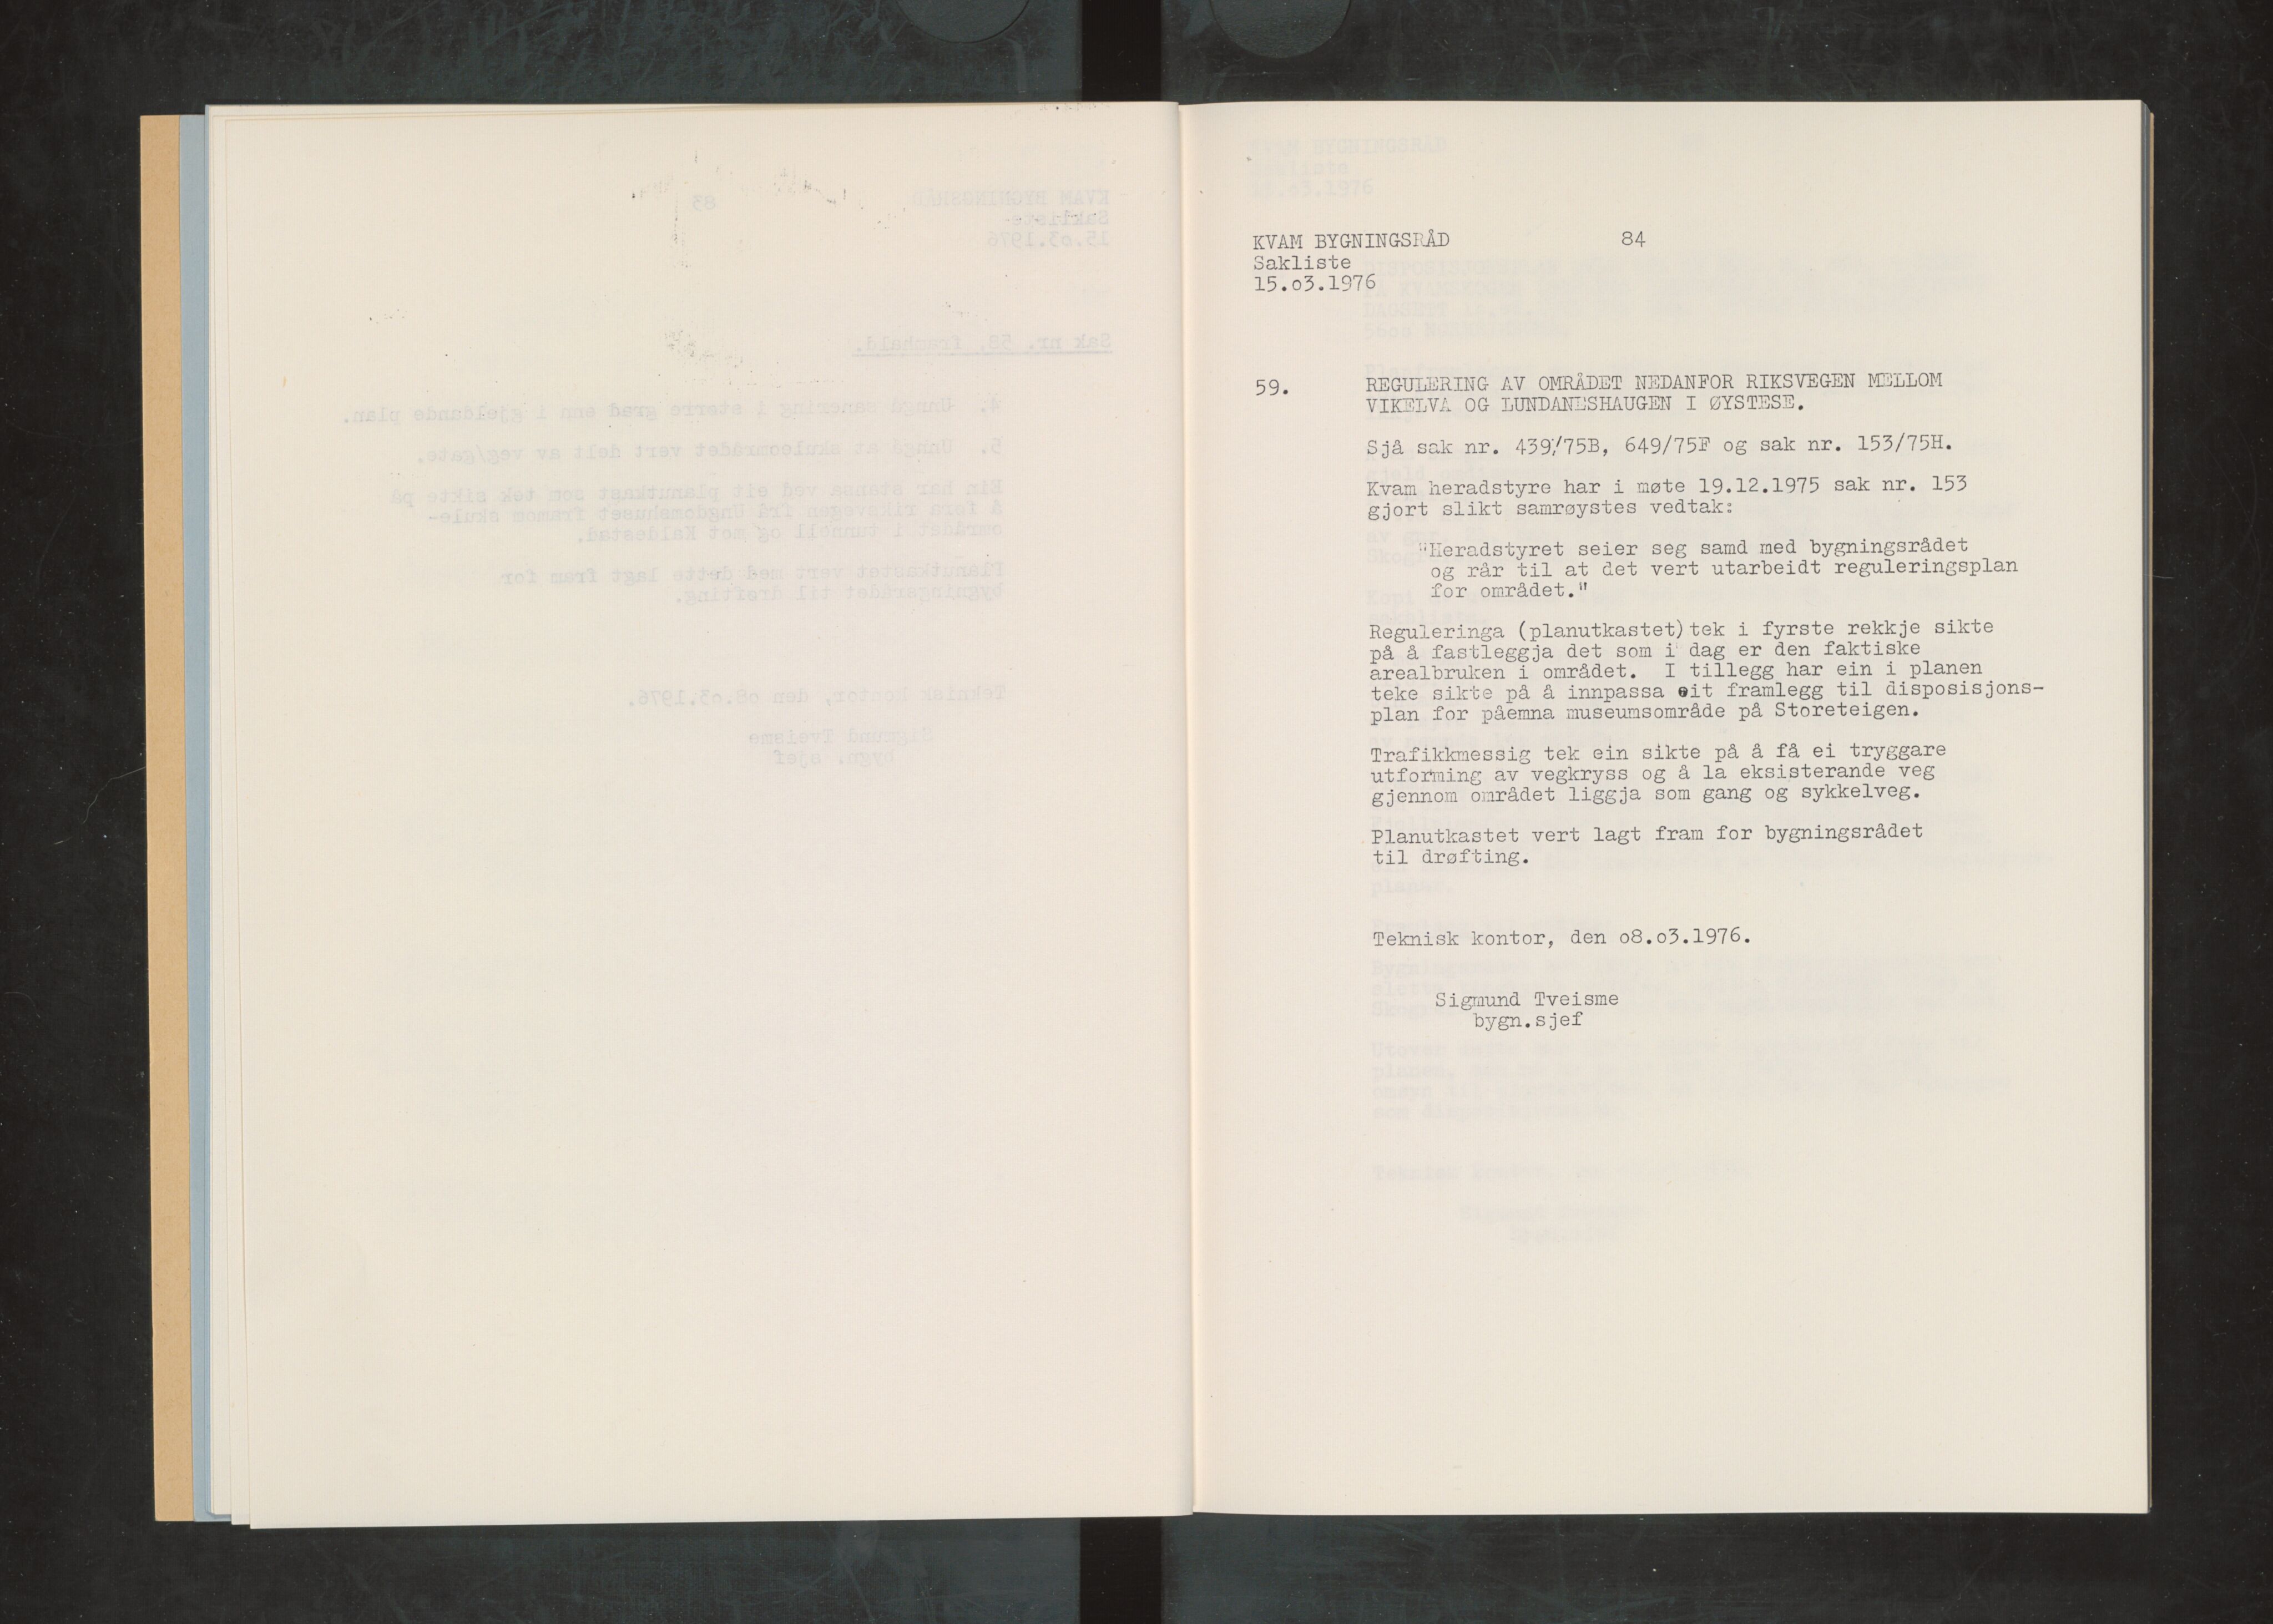 KVAM BYGNINGSRÅD 84
Sakliste
15.o3.1976
59. REGULERING AV OMRÅDET NEDANFOR RIKSVEGEN MELLOM
VIKELVA OG LUNDANESHAUGEN I ØYSTESE.
Sjå sak nr. 439/75B, 649/75F og sak nr. 153/75H.
Kvam heradstyre har i møte 19.12.1975 sak nr. 153
gjort slikt samrøystes vedtak:
"Heradstyret seier seg samd med bygningsrådet
og rår til at det vert utarbeidt reguleringsplan
for området."
Reguleringa (planutkastet) tek i fyrste rekkje sikte
på å fastleggja det som i dag er den faktiske
arealbruken i området. I tillegg har ein i planen
teke sikte på å innpassa eit framlegg til disposisjons-
plan for påemna museumsområde på Storeteigen.
Trafikkmessig tek ein sikte på å få ei tryggare
utforming av vegkryss og å la eksisterande veg
gjennom området liggja som gang og sykkelveg.
Planutkastet vert lagt fram for bygningsrådet
til drøfting.
Teknisk kontor, den o8.o3.1976.
Sigmund Tveisme
bygn.sjef